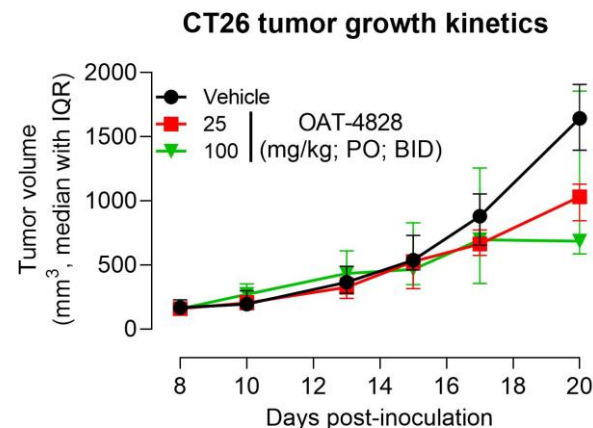 CT26 tumor growth kinetics
Tumor volume
(mm³, median with IQR)
2000
1500
1000
500
0
Vehicle
25
100
OAT-4828
(mg/kg; PO; BID)
8
10
12
14
16
18
20
Days post-inoculation